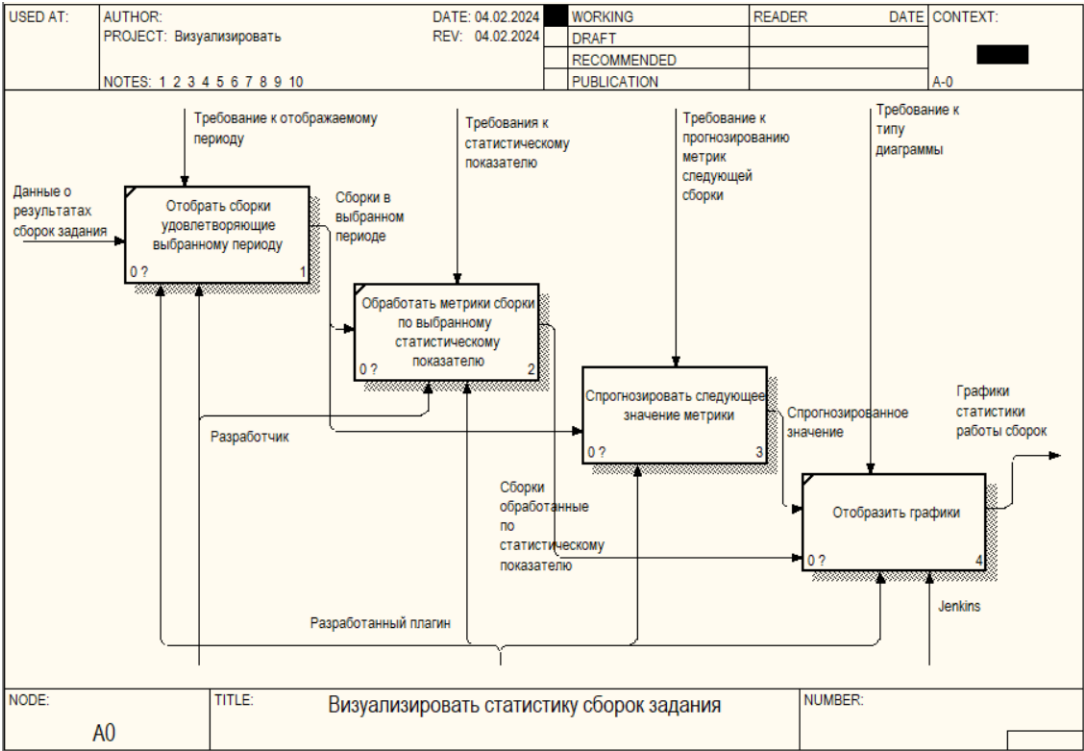 USED AT:
AUTHOR:
DATE: 04.02.2024
PROJECT: Визуализировать
REV: 04.02.2024
NOTES: 1 2 3 4 5 6 7 8 9 10
WORKING
DRAFT
RECOMMENDED
PUBLICATION
READER
DATE
CONTEXT:
A-0
Требование к отображаемому
периоду
Требования к
статистическому
показателю
Требование к
прогнозированию
метрик
следующей
сборки
Требование к
типу
диаграммы
Данные о
результатах
сборок задания
Отобрать сборки
удовлетворяющие
выбранному периоду
0 ?
1
Сборки в
выбранном
периоде
Обработать метрики сборки
по выбранному
статистическому
показателю
0 ?
2
Спрогнозировать следующее
значение метрики
0 ?
3
Спрогнозированное
значение
Графики
статистики
работы сборок
Разработчик
Сборки
обработанные
по
статистическому
показателю
Отобразить графики
0 ?
4
Разработанный плагин
Jenkins
NODE:
A0
TITLE:
Визуализировать статистику сборок задания
NUMBER: